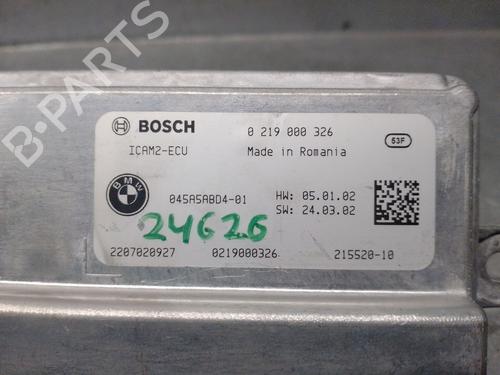 BOSCH 0 219 000 326
ICAM2-ECU Made in Romania 53F
BMW
045A5ABD4-01 HW: 05.01.02
SW: 24.03.02
24626
2207020927 0219000326 215520-10
B-PARTS